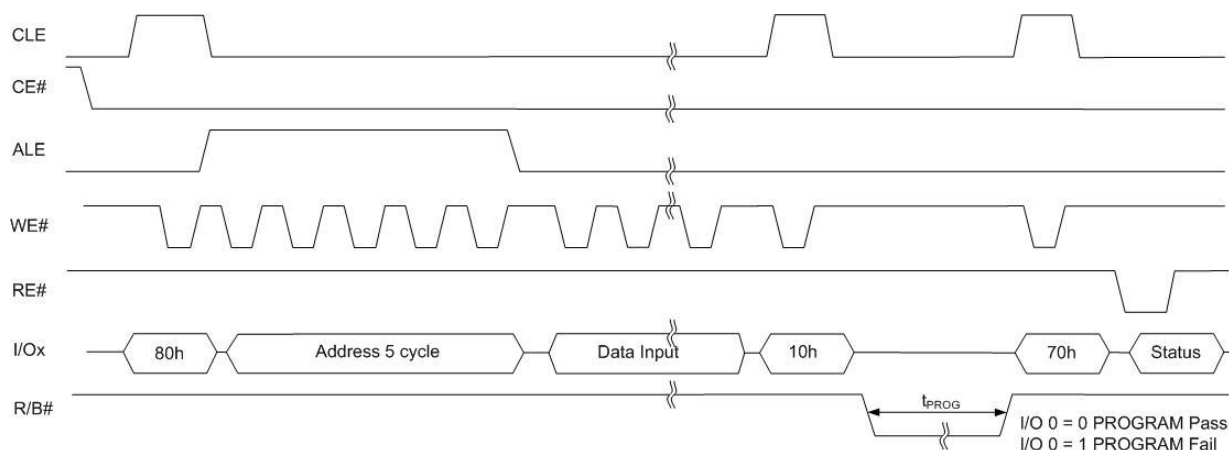 CLE
CE#
ALE
WE#
RE#
I/Ox 80h Address 5 cycle Data Input 10h 70h Status
R/B# tPROG
I/O 0 = 0 PROGRAM Pass
I/O 0 = 1 PROGRAM Fail